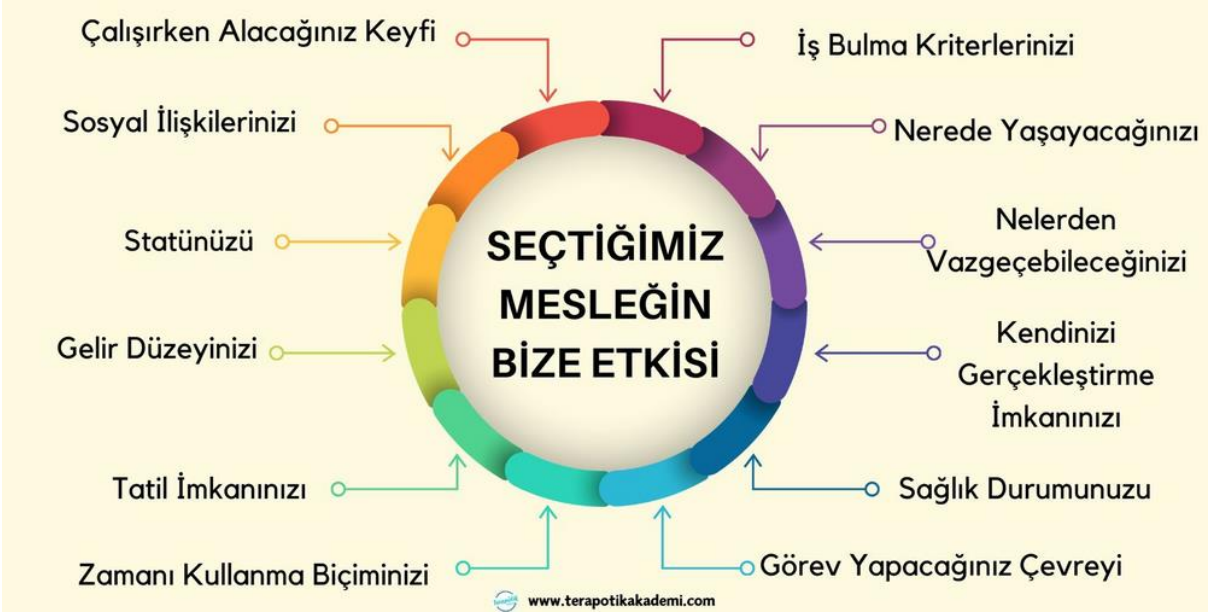 Çalışırken Alacağınız Keyfi
İş Bulma Kriterlerinizi
Sosyal İlişkilerinizi
Nerede Yaşayacağınızı
Statünüzü
Nelerden
Vazgeçebileceğinizi
SEÇTİĞİMİZ
MESLEĞİN
BİZE ETKİSİ
Gelir Düzeyinizi
Kendinizi
Gerçekleştirme
İmkanınızı
Tatil İmkanınızı
Sağlık Durumunuzu
Zamanı Kullanma Biçiminizi
Görev Yapacağınız Çevreyi
www.terapotikakademi.com